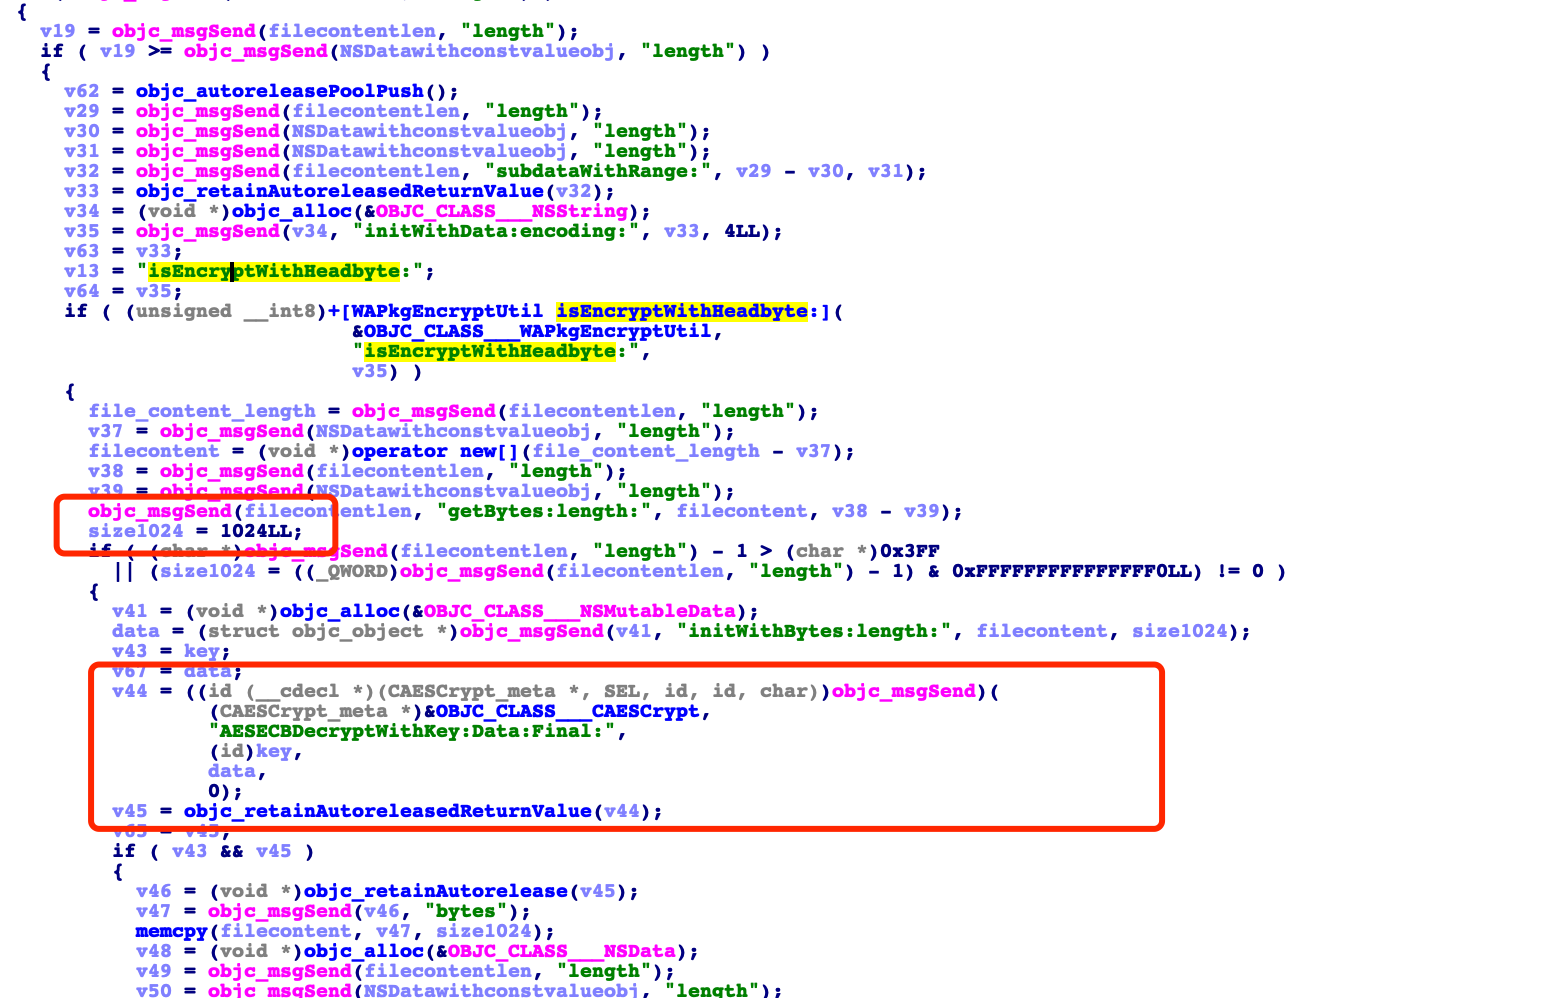 {
v19 = objc_msgSend(filecontentlen, "length");
if ( v19 >= objc_msgSend(NSDatawithconstvalueobj, "length") )
{
v62 = objc_autoreleasePoolPush();
v29 = objc_msgSend(filecontentlen, "length");
v30 = objc_msgSend(NSDatawithconstvalueobj, "length");
v31 = objc_msgSend(NSDatawithconstvalueobj, "length");
v32 = objc_msgSend(filecontentlen, "subdataWithRange:", v29 - v30, v31);
v33 = objc_retainAutoreleasedReturnValue(v32);
v34 = (void *)objc_alloc(&OBJC_CLASS___NSString);
v35 = objc_msgSend(v34, "initWithData:encoding:", v33, 4LL);
v63 = v33;
v13 = "isEncryptWithHeadbyte:";
v64 = v35;
if ( (unsigned __int8)+[WAPkgEncryptUtil isEncryptWithHeadbyte:](
&OBJC_CLASS___WAPkgEncryptUtil,
"isEncryptWithHeadbyte:",
v35) )
{
file_content_length = objc_msgSend(filecontentlen, "length");
v37 = objc_msgSend(NSDatawithconstvalueobj, "length");
filecontent = (void *)operator new[](file_content_length - v37);
v38 = objc_msgSend(filecontentlen, "length");
v39 = objc_msgSend(NSDatawithconstvalueobj, "length");
objc_msgSend(filecontentlen, "getBytes:length:", filecontent, v38 - v39);
size1024 = 1024LL;
if ( (char *)objc_msgSend(filecontentlen, "length") - 1 > (char *)0x3FF
|| (size1024 = ((_QWORD)objc_msgSend(filecontentlen, "length") - 1) & 0xFFFFFFFFFFFFFFF0LL) != 0 )
{
v41 = (void *)objc_alloc(&OBJC_CLASS___NSMutableData);
data = (struct objc_object *)objc_msgSend(v41, "initWithBytes:length:", filecontent, size1024);
v43 = key;
v67 = data;
v44 = ((id (__cdecl *)(CAESCrypt_meta *, SEL, id, id, char))objc_msgSend)(
(CAESCrypt_meta *)&OBJC_CLASS___CAESCrypt,
"AESECBDecryptWithKey:Data:Final:",
(id)key,
data,
0);
v45 = objc_retainAutoreleasedReturnValue(v44);
v65 = v45;
if ( v43 && v45 )
{
v46 = (void *)objc_retainAutorelease(v45);
v47 = objc_msgSend(v46, "bytes");
memcpy(filecontent, v47, size1024);
v48 = (void *)objc_alloc(&OBJC_CLASS___NSData);
v49 = objc_msgSend(filecontentlen, "length");
v50 = objc_msgSend(NSDatawithconstvalueobj, "length");